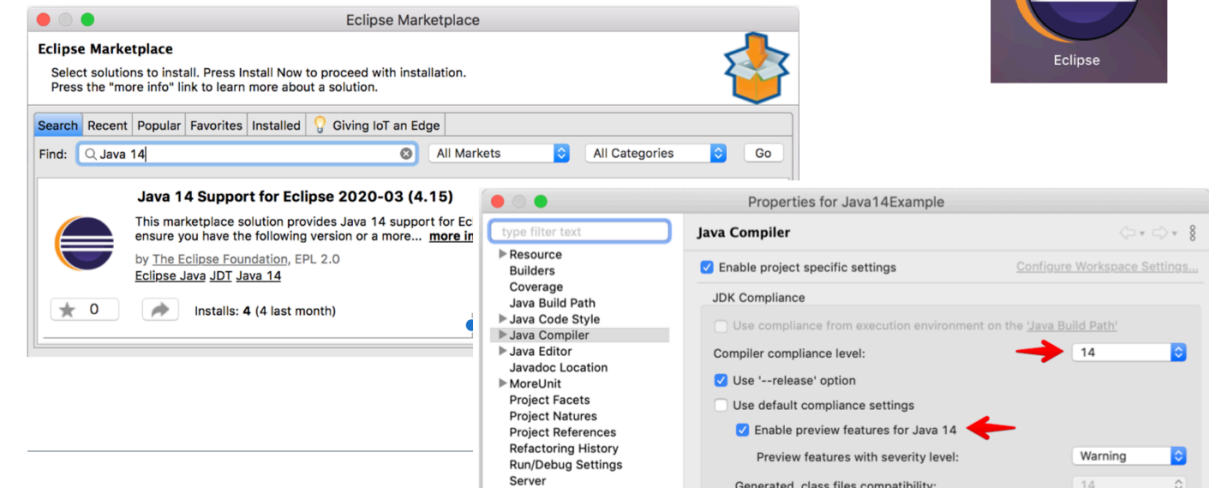 Eclipse Marketplace
Eclipse Marketplace
Select solutions to install. Press Install Now to proceed with installation.
Press the "more info" link to learn more about a solution.
Search Recent Popular Favorites Installed Giving IoT an Edge
Find: Java 14 All Markets All Categories Go
Java 14 Support for Eclipse 2020-03 (4.15)
This marketplace solution provides Java 14 support for
ensure you have the following version or a more... more
by The Eclipse Foundation, EPL 2.0
Eclipse Java JDT Java 14
0 Installs: 4 (4 last month)
Eclipse
Properties for Java14Example
type filter text
Resource
Builders
Coverage
Java Build Path
Java Code Style
Java Compiler
Java Editor
Javadoc Location
MoreUnit
Project Facets
Project Natures
Project References
Refactoring History
Run/Debug Settings
Server
Java Compiler
Enable project specific settings Configure Workspace Settings...
JDK Compliance
Use compliance from execution environment on the 'Java Build Path'
Compiler compliance level: 14
Use '--release' option
Use default compliance settings
Enable preview features for Java 14
Preview features with severity level: Warning
Generated .class files compatibility: 14